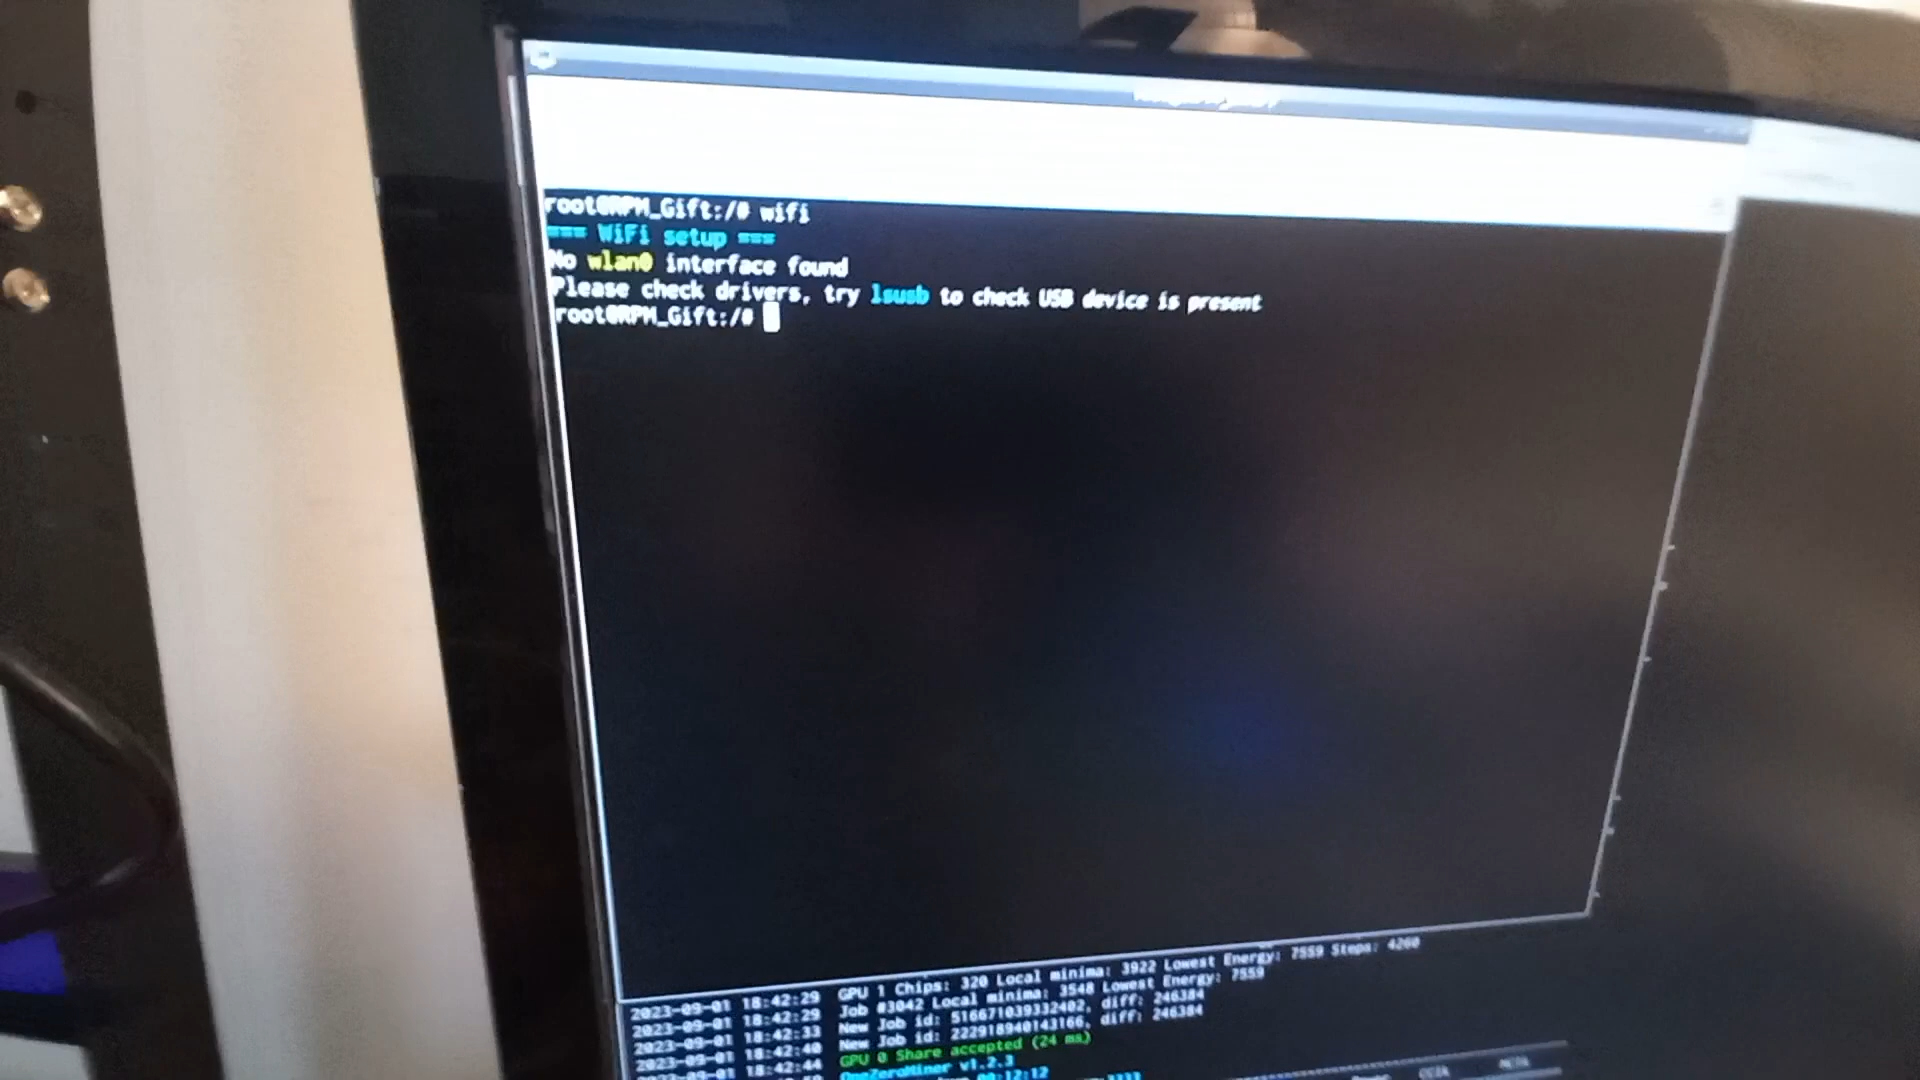 root@RPM_Gift:/# wifi
=== WiFi setup ===
No wlan0 interface found
Please check drivers, try lsusb to check USB device is present
root@RPM_Gift:/#
2023-09-01 18:42:29 GPU 1 Chips: 320 Local minima: 3922 Lowest Energy: 7559 Steps: 4260
2023-09-01 18:42:29 Job #3042 Local minima: 3548 Lowest Energy: 7559
2023-09-01 18:42:33 New Job id: 516671039332402, diff: 246384
2023-09-01 18:42:40 New Job id: 222918940143166, diff: 246384
2023-09-01 18:42:44 GPU 0 Share accepted (24 ms)
OneZeroMiner v1.2.3
00:12:12